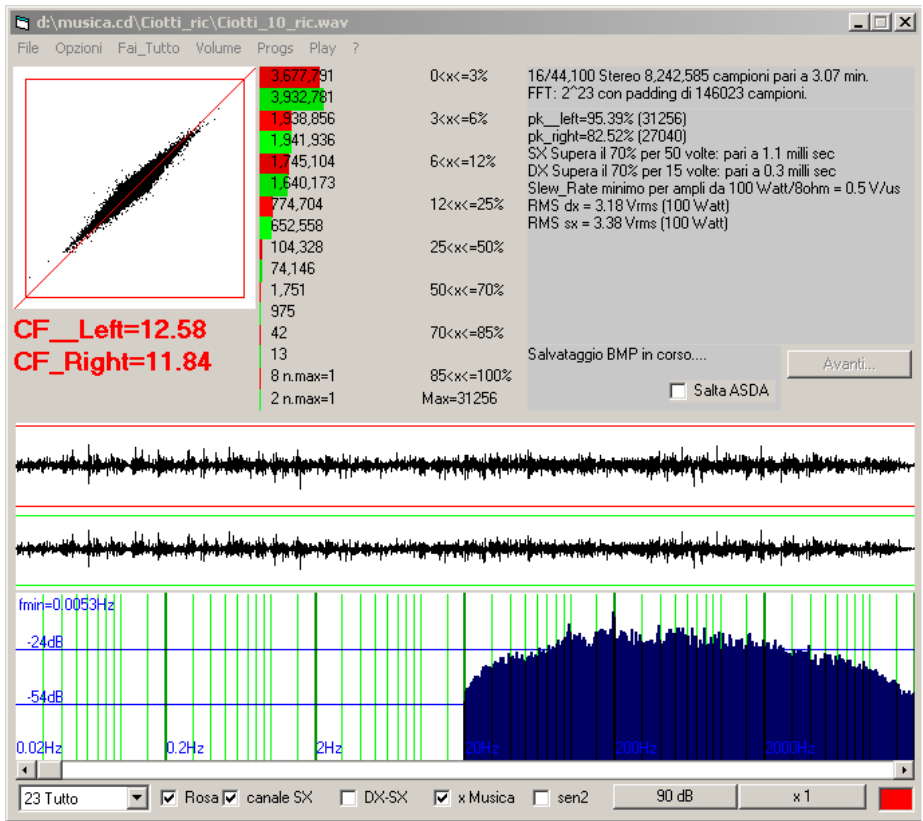 d:\musica.cd\Ciotti_ric\Ciotti_10_ric.wav
File Opzioni Fai_Tutto Volume Progs Play ?
3,677,791 0<x<=3%
3,932,781
1,938,856 3<x<=6%
1,941,936
1,745,104 6<x<=12%
1,640,173
774,704 12<x<=25%
652,558
104,328 25<x<=50%
74,146
1,751 50<x<=70%
975
42 70<x<=85%
13
8 n.max=1 85<x<=100%
2 n.max=1 Max=31256
CF__Left=12.58
CF_Right=11.84
16/44,100 Stereo 8,242,585 campioni pari a 3.07 min.
FFT: 2^23 con padding di 146023 campioni.
pk__left=95.39% (31256)
pk_right=82.52% (27040)
SX Supera il 70% per 50 volte: pari a 1.1 milli sec
DX Supera il 70% per 15 volte: pari a 0.3 milli sec
Slew_Rate minimo per ampli da 100 Watt/8ohm = 0.5 V/us
RMS dx = 3.18 Vrms (100 Watt)
RMS sx = 3.38 Vrms (100 Watt)
Salvataggio BMP in corso....
Avanti...
Salta ASDA
fmin=0.0053Hz
-24dB
-54dB
0.02Hz 0.2Hz 2Hz 20Hz 200Hz 2000Hz
23 Tutto Rosa canale SX DX-SX x Musica sen2 90 dB x 1